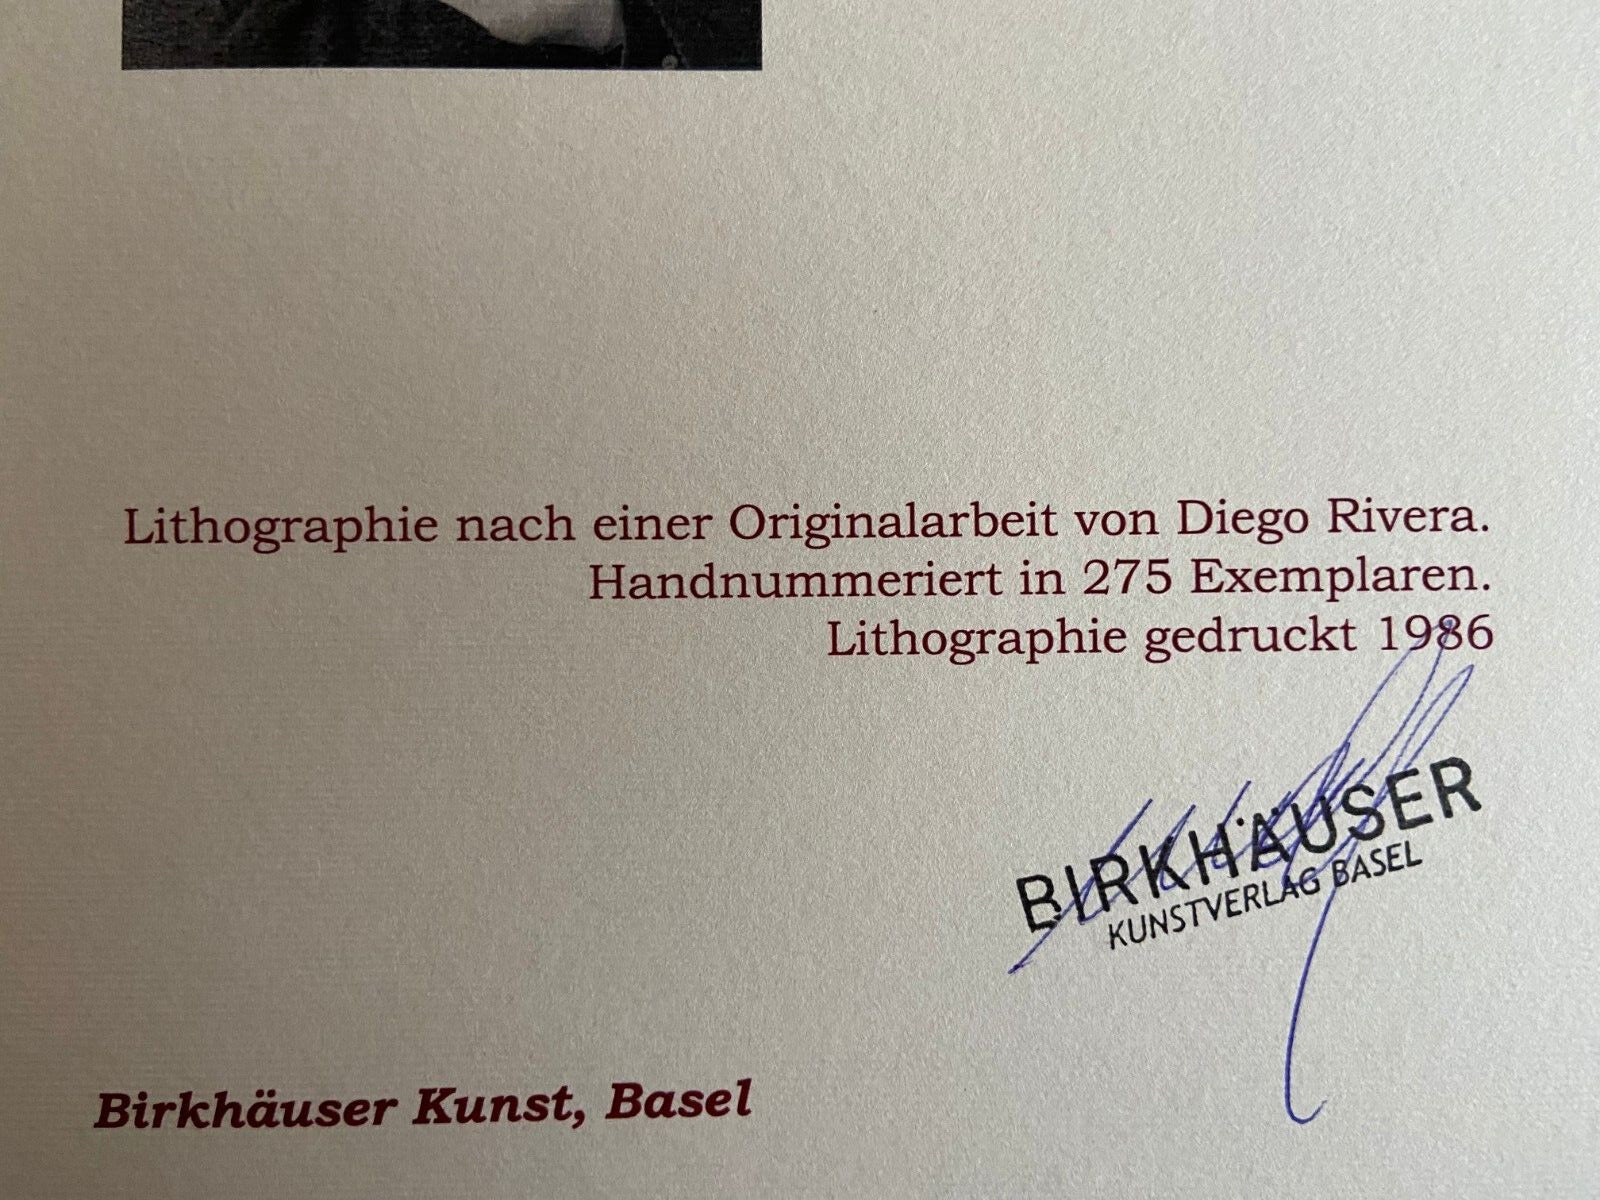 Lithographie nach einer Originalarbeit von Diego Rivera.
Handnummeriert in 275 Exemplaren.
Lithographie gedruckt 1986
BIRKHÄUSER
KUNSTVERLAG BASEL
Birkhäuser Kunst, Basel